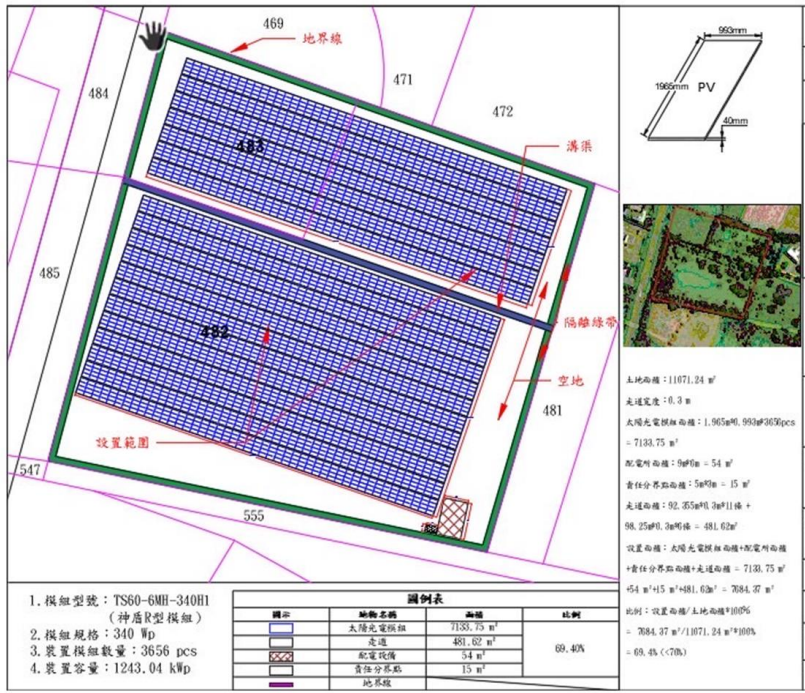 469
地界線
471
472
484
993mm
1965mm
PV
40mm
483
溝渠
485
482
隔離綠帶
空地
481
設置範圍
547
555
土地面積：11071.24 m²
走道寬度：0.3 m
太陽光電模組面積：1.965m*0.993m*3656pcs
= 7133.75 m²
配電所面積：9m*6m = 54 m²
責任分界點面積：5m*3m = 15 m²
走道面積：92.355m*0.3m*11條 +
98.25m*0.3m*6條 = 481.62m²
設置面積：太陽光電模組面積+配電所面積
+責任分界點面積+走道面積 = 7133.75 m²
+54 m²+15 m²+481.62m² = 7684.37 m²
比例：設置面積/土地面積*100%
= 7684.37 m²/11071.24 m²*100%
= 69.4% (<70%)
1.模組型號：TS60-6MH-340H1
(神盾R型模組)
2.模組規格：340 Wp
3.裝置模組數量：3656 pcs
4.裝置容量：1243.04 kWp
圖例表
圖示 地物名稱 面積 比例
太陽光電模組 7133.75 m²
走道 481.62 m²
69.40%
配電設備 54 m²
責任分界點 15 m²
地界線